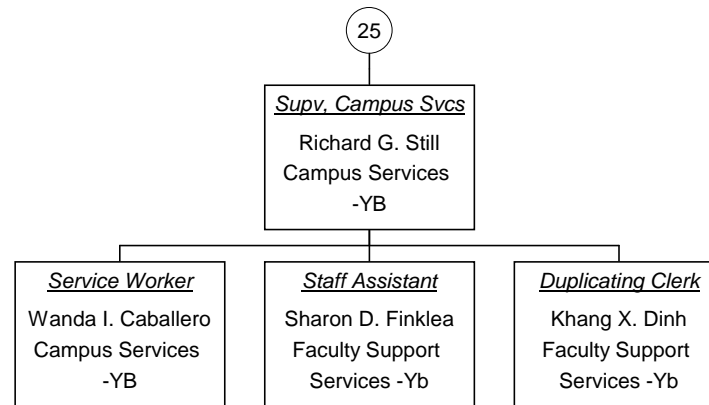 25
Supv, Campus Svcs
Richard G. Still
Campus Services
-YB
Service Worker
Wanda I. Caballero
Campus Services
-YB
Staff Assistant
Sharon D. Finklea
Faculty Support
Services -Yb
Duplicating Clerk
Khang X. Dinh
Faculty Support
Services -Yb